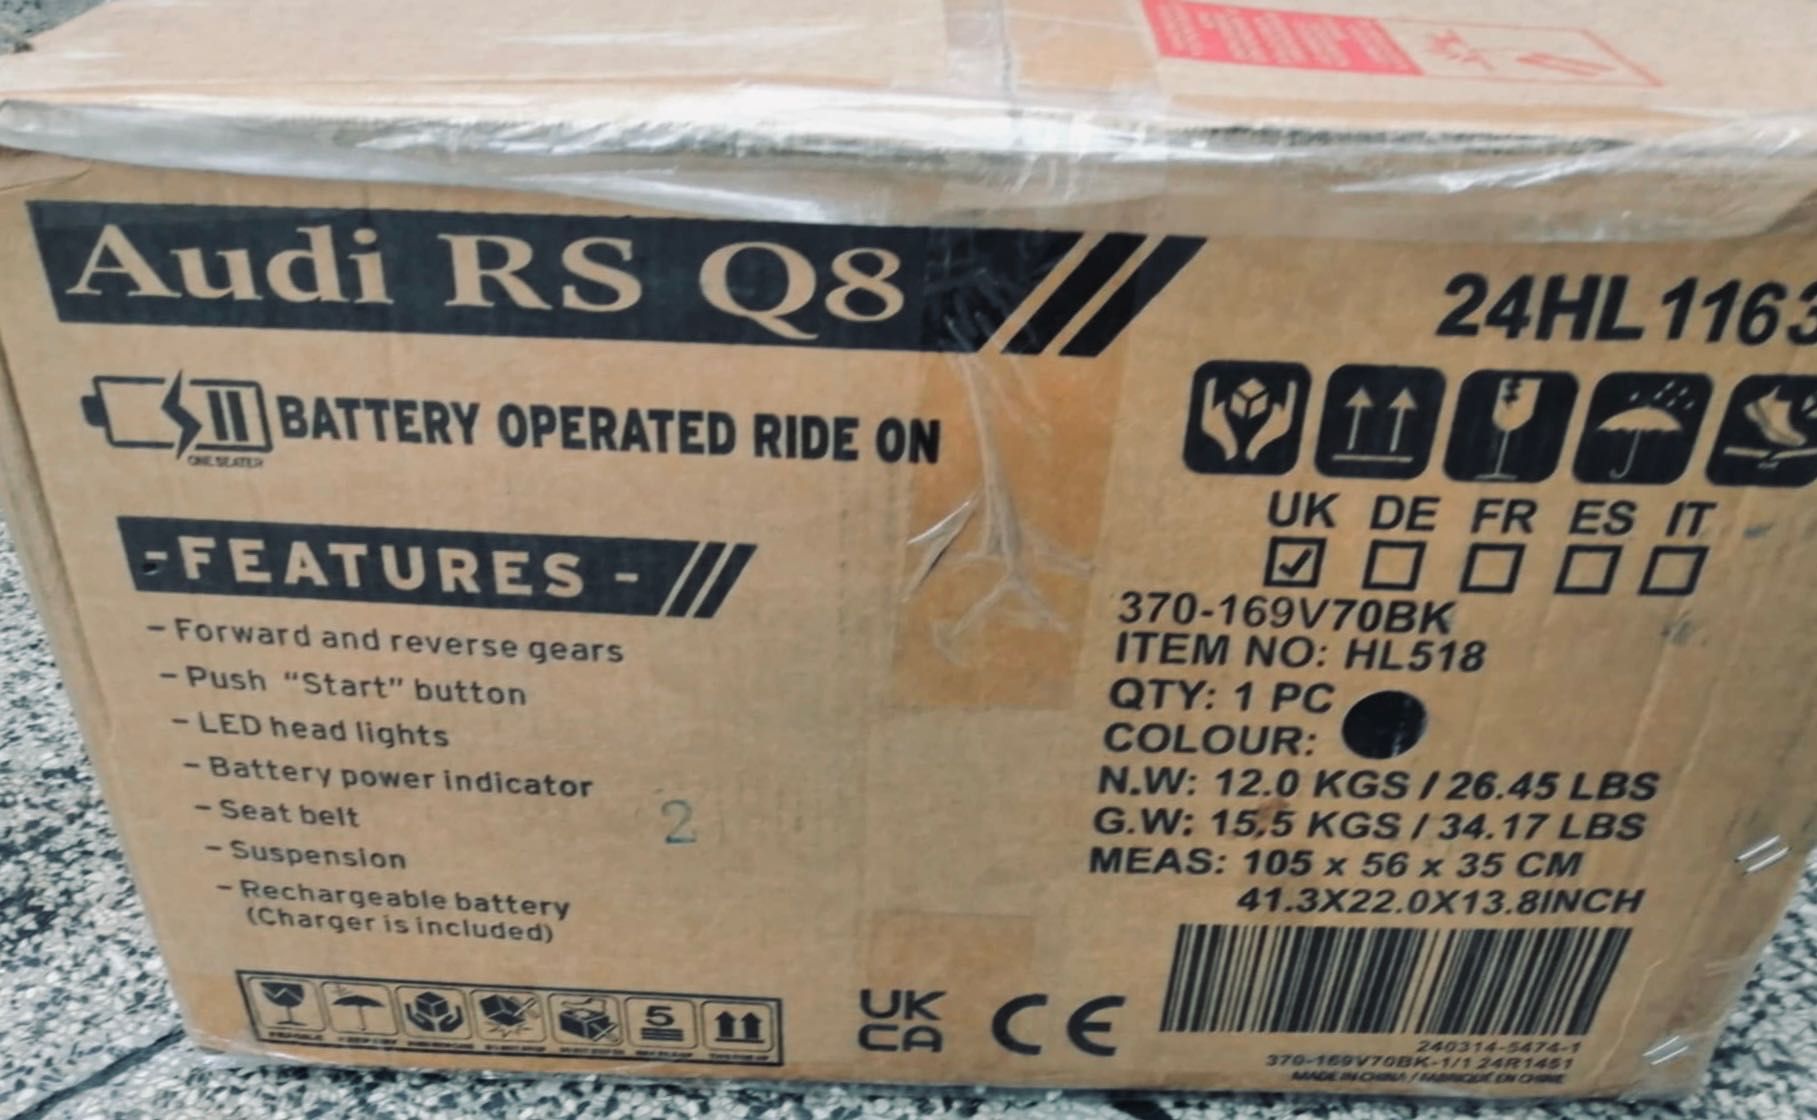 Audi RS Q8
24HL1163
BATTERY OPERATED RIDE ON
ONE SEATER
UK DE FR ES IT
-FEATURES-
- Forward and reverse gears
- Push "Start" button
- LED head lights
- Battery power indicator
- Seat belt
- Suspension
- Rechargeable battery
(Charger is included)
2
370-169V70BK
ITEM NO: HL518
QTY: 1 PC
COLOUR:
N.W: 12.0 KGS / 26.45 LBS
G.W: 15.5 KGS / 34.17 LBS
MEAS: 105 x 56 x 35 CM
41.3X22.0X13.8INCH
5
UK
CA
CE
240314-5474-1
370-169V70BK-1/1 24R1451
MADE IN CHINA / FABRIQUÉ EN CHINE